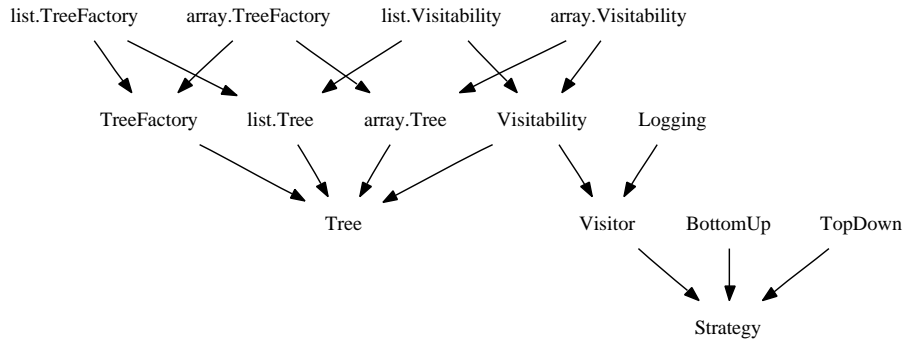 list.TreeFactory array.TreeFactory list.Visitability array.Visitability
TreeFactory list.Tree array.Tree Visitability Logging
Tree Visitor BottomUp TopDown
Strategy